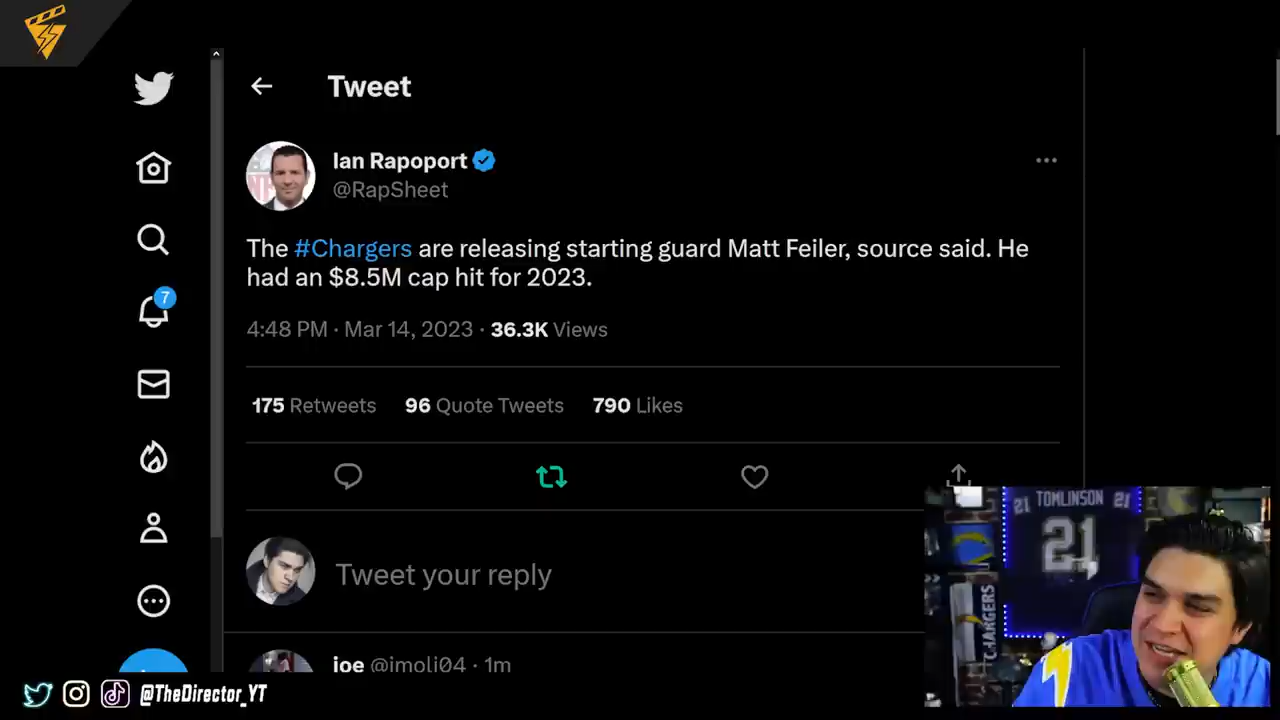 Tweet
Ian Rapoport
@RapSheet
The #Chargers are releasing starting guard Matt Feiler, source said. He
had an $8.5M cap hit for 2023.
4:48 PM · Mar 14, 2023 · 36.3K Views
175 Retweets 96 Quote Tweets 790 Likes
Tweet your reply
joe @imoli04 · 1m
7
21 TOMLINSON 21
21
CHARGERS
@TheDirector_YT